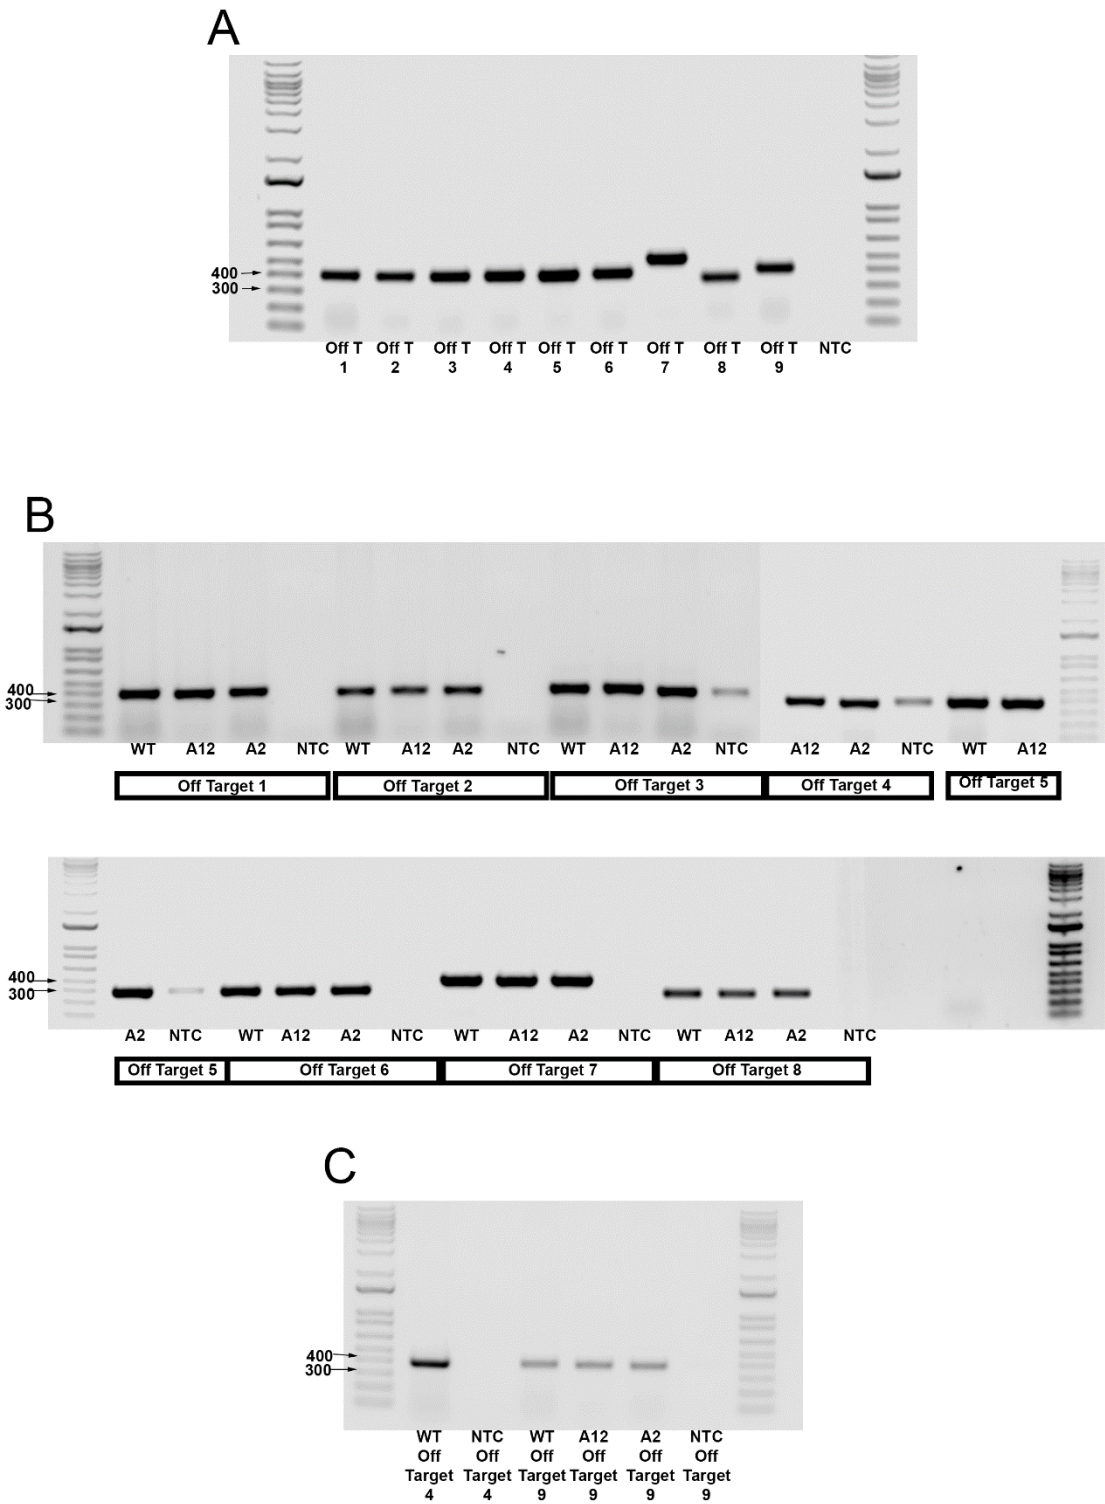 A
400
300
Off T Off T Off T Off T Off T Off T Off T Off T Off T NTC
1 2 3 4 5 6 7 8 9
B
400
300
WT A12 A2 NTC WT A12 A2 NTC WT A12 A2 NTC A12 A2 NTC WT A12
Off Target 1 Off Target 2 Off Target 3 Off Target 4 Off Target 5
400
300
A2 NTC WT A12 A2 NTC WT A12 A2 NTC WT A12 A2 NTC
Off Target 5 Off Target 6 Off Target 7 Off Target 8
C
400
300
WT NTC WT A12 A2 NTC
Off Off Off Off Off Off
Target Target Target Target Target Target
4 4 9 9 9 9